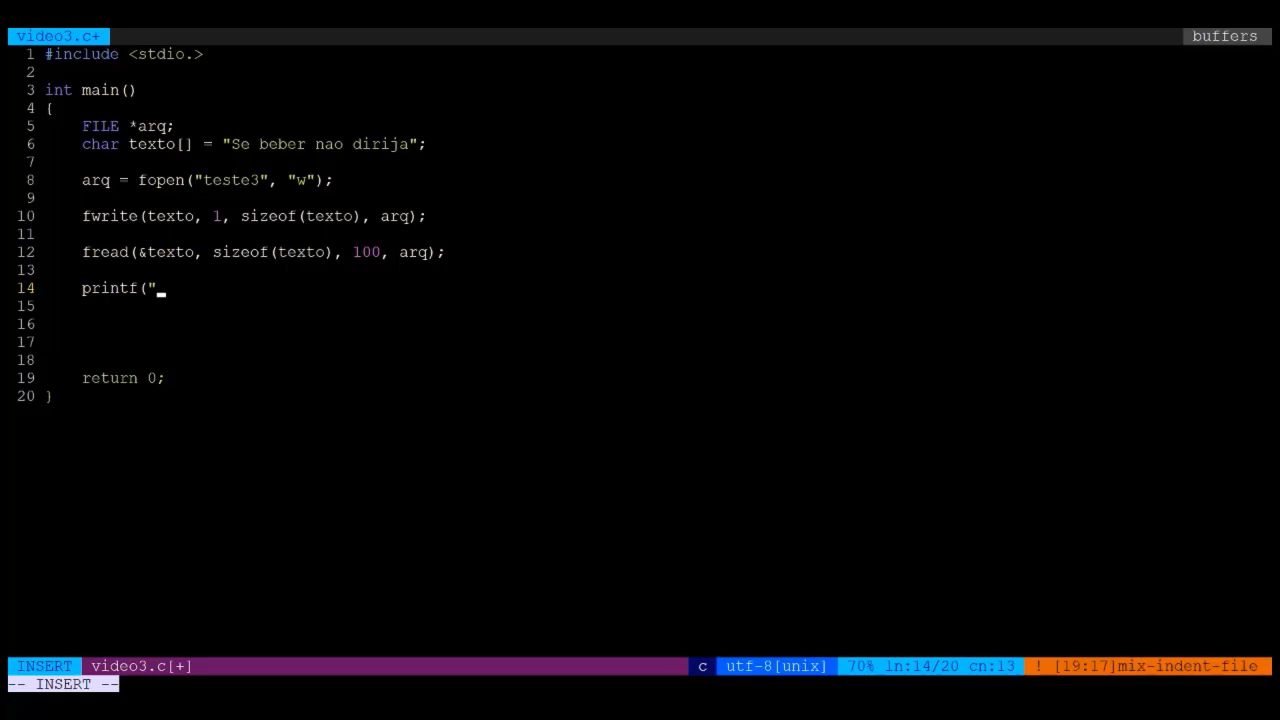 video3.c+ buffers
1 #include <stdio.>
2
3 int main()
4 {
5 FILE *arq;
6 char texto[] = "Se beber nao dirija";
7
8 arq = fopen("teste3", "w");
9
10 fwrite(texto, 1, sizeof(texto), arq);
11
12 fread(&texto, sizeof(texto), 100, arq);
13
14 printf("
15
16
17
18
19 return 0;
20 }
INSERT video3.c[+] c utf-8[unix] 70% ln:14/20 cn:13 ! [19:17]mix-indent-file
-- INSERT --